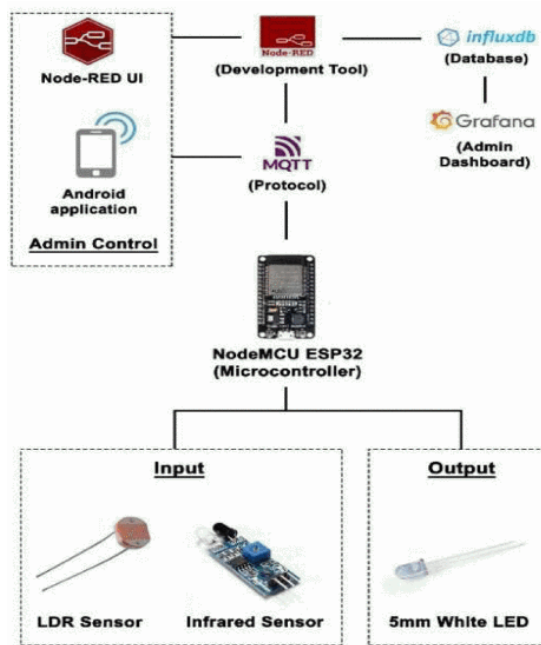 Node-RED
Node-RED UI
(Development Tool)
influxdb
(Database)
Grafana
(Admin
Dashboard)
MQTT
(Protocol)
Android
application
Admin Control
NodeMCU ESP32
(Microcontroller)
Input
Output
LDR Sensor
Infrared Sensor
5mm White LED